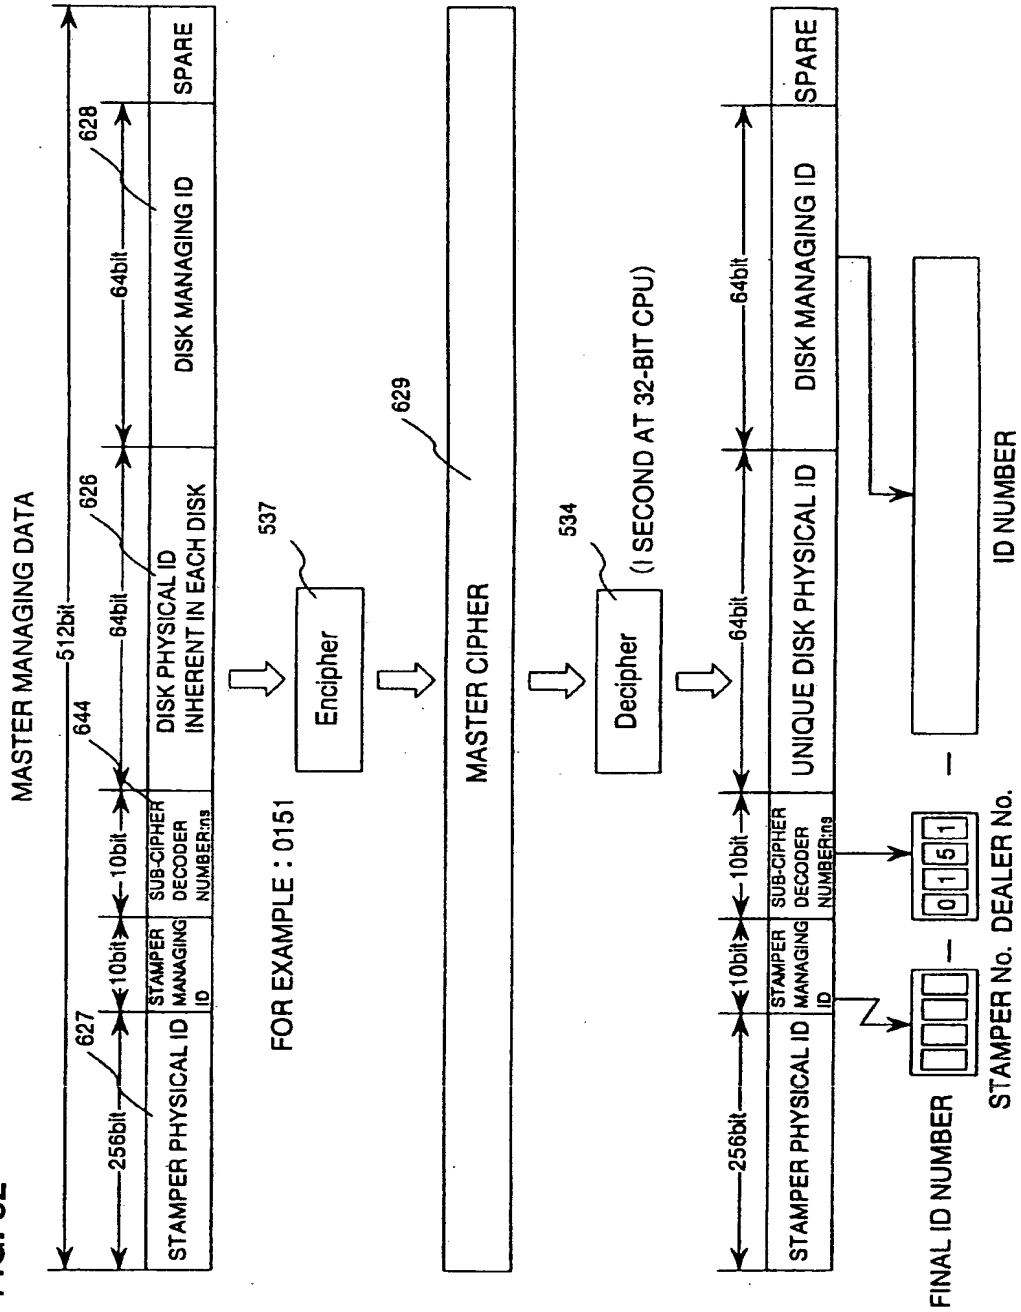 MASTER MANAGING DATA
512bit
256bit
10bit
10bit
64bit
64bit
627
644
626
628
STAMPER PHYSICAL ID
STAMPER
MANAGING
ID
SUB-CIPHER
DECODER
NUMBER:ns
DISK PHYSICAL ID
INHERENT IN EACH DISK
DISK MANAGING ID
SPARE
FOR EXAMPLE : 0151
Encipher
537
MASTER CIPHER
629
Decipher
534
(I SECOND AT 32-BIT CPU)
256bit
10bit
10bit
64bit
64bit
STAMPER PHYSICAL ID
STAMPER
MANAGING
ID
SUB-CIPHER
DECODER
NUMBER:ns
UNIQUE DISK PHYSICAL ID
DISK MANAGING ID
SPARE
FINAL ID NUMBER
— 0 1 5 1 —
STAMPER No. DEALER No.
ID NUMBER